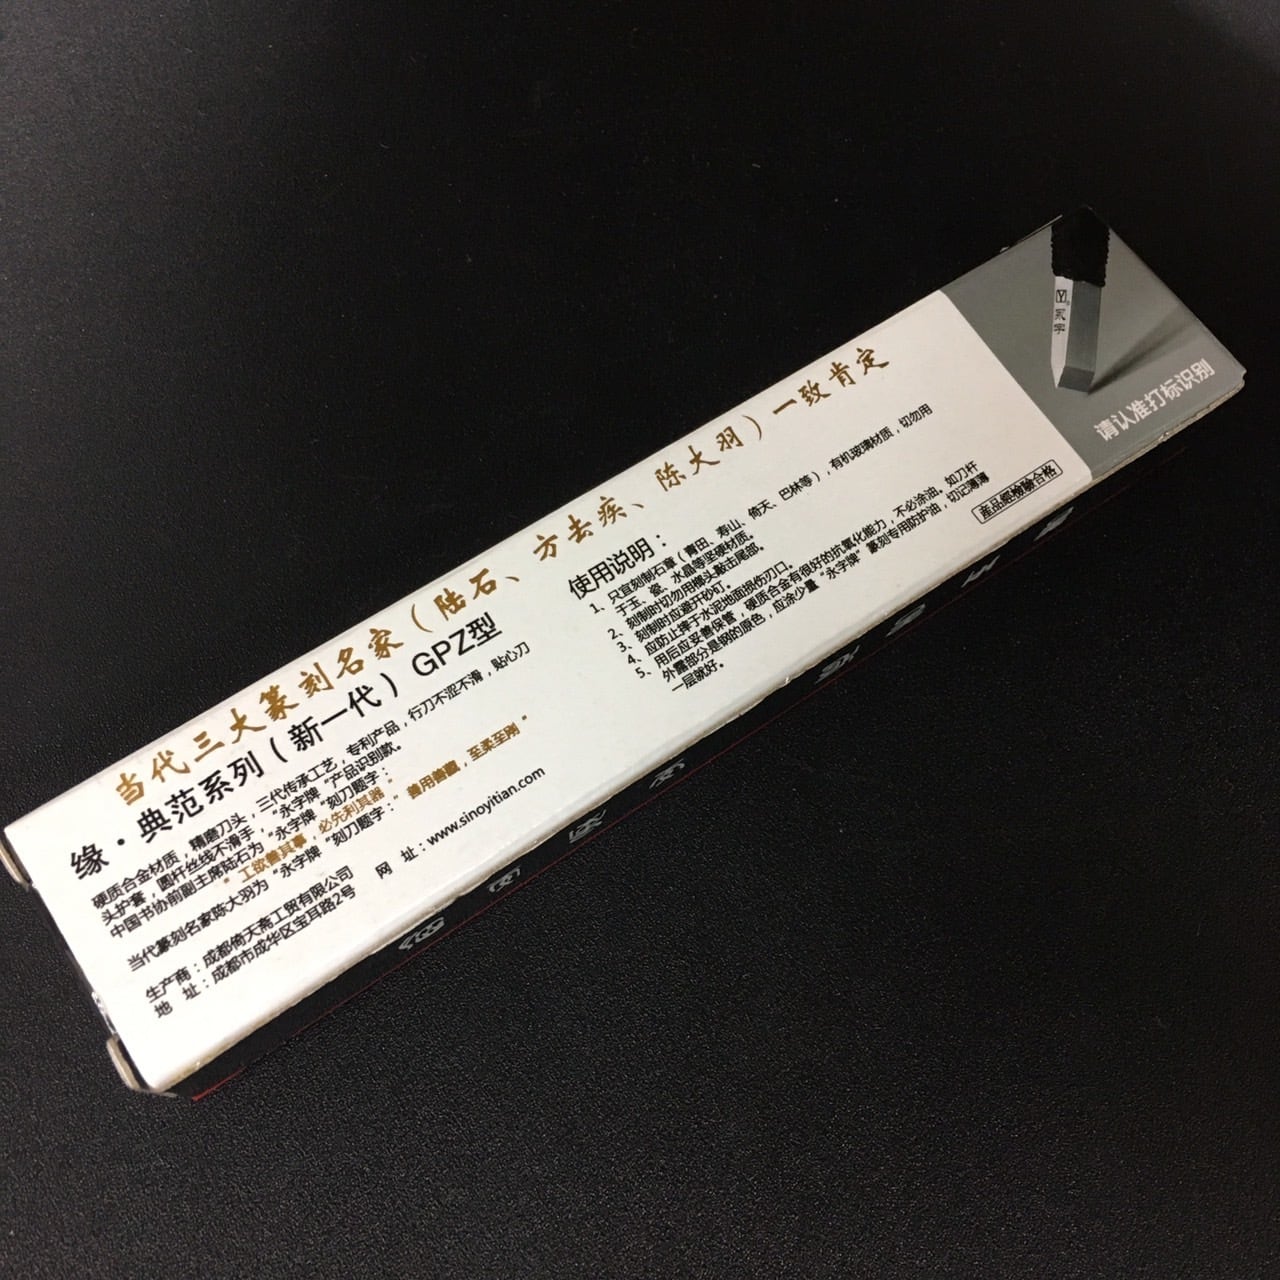 当代三大篆刻名家（陆石、方去疾、陈大羽）一致肯定
缘·典范系列（新一代）GPZ型
硬质合金材质，精磨刀头，三代传承工艺，专利产品，行刀不涩不滑，贴心刀
头护套，圆杆丝线不滑手，“永字牌”产品识别款。
中国书协前副主席陆石为“永字牌”刻刀题字：
“工欲善其事，必先利其器”
当代篆刻名家陈大羽为“永字牌”刻刀题字：“善用善藏，至柔至刚”
生产商：成都倚天斋工贸有限公司
地 址：成都市成华区宝耳路2号
网 址：www.sinoyitian.com
使用说明：
1、只宜刻制石章（青田、寿山、倚天、巴林等），有机玻璃材质，切勿用
于玉、瓷、水晶等坚硬材质。
2、刻制时切勿用榔头敲击尾部。
3、刻制时应避开砂钉。
4、应防止摔于水泥地面损伤刃口。
5、用后应妥善保管，硬质合金有很好的抗氧化能力，不必涂油。如刀杆
外露部分是钢的原色，应涂少量“永字牌”篆刻专用防护油，切记薄薄
一层就好。
産品經檢驗合格
请认准打标识别
永字